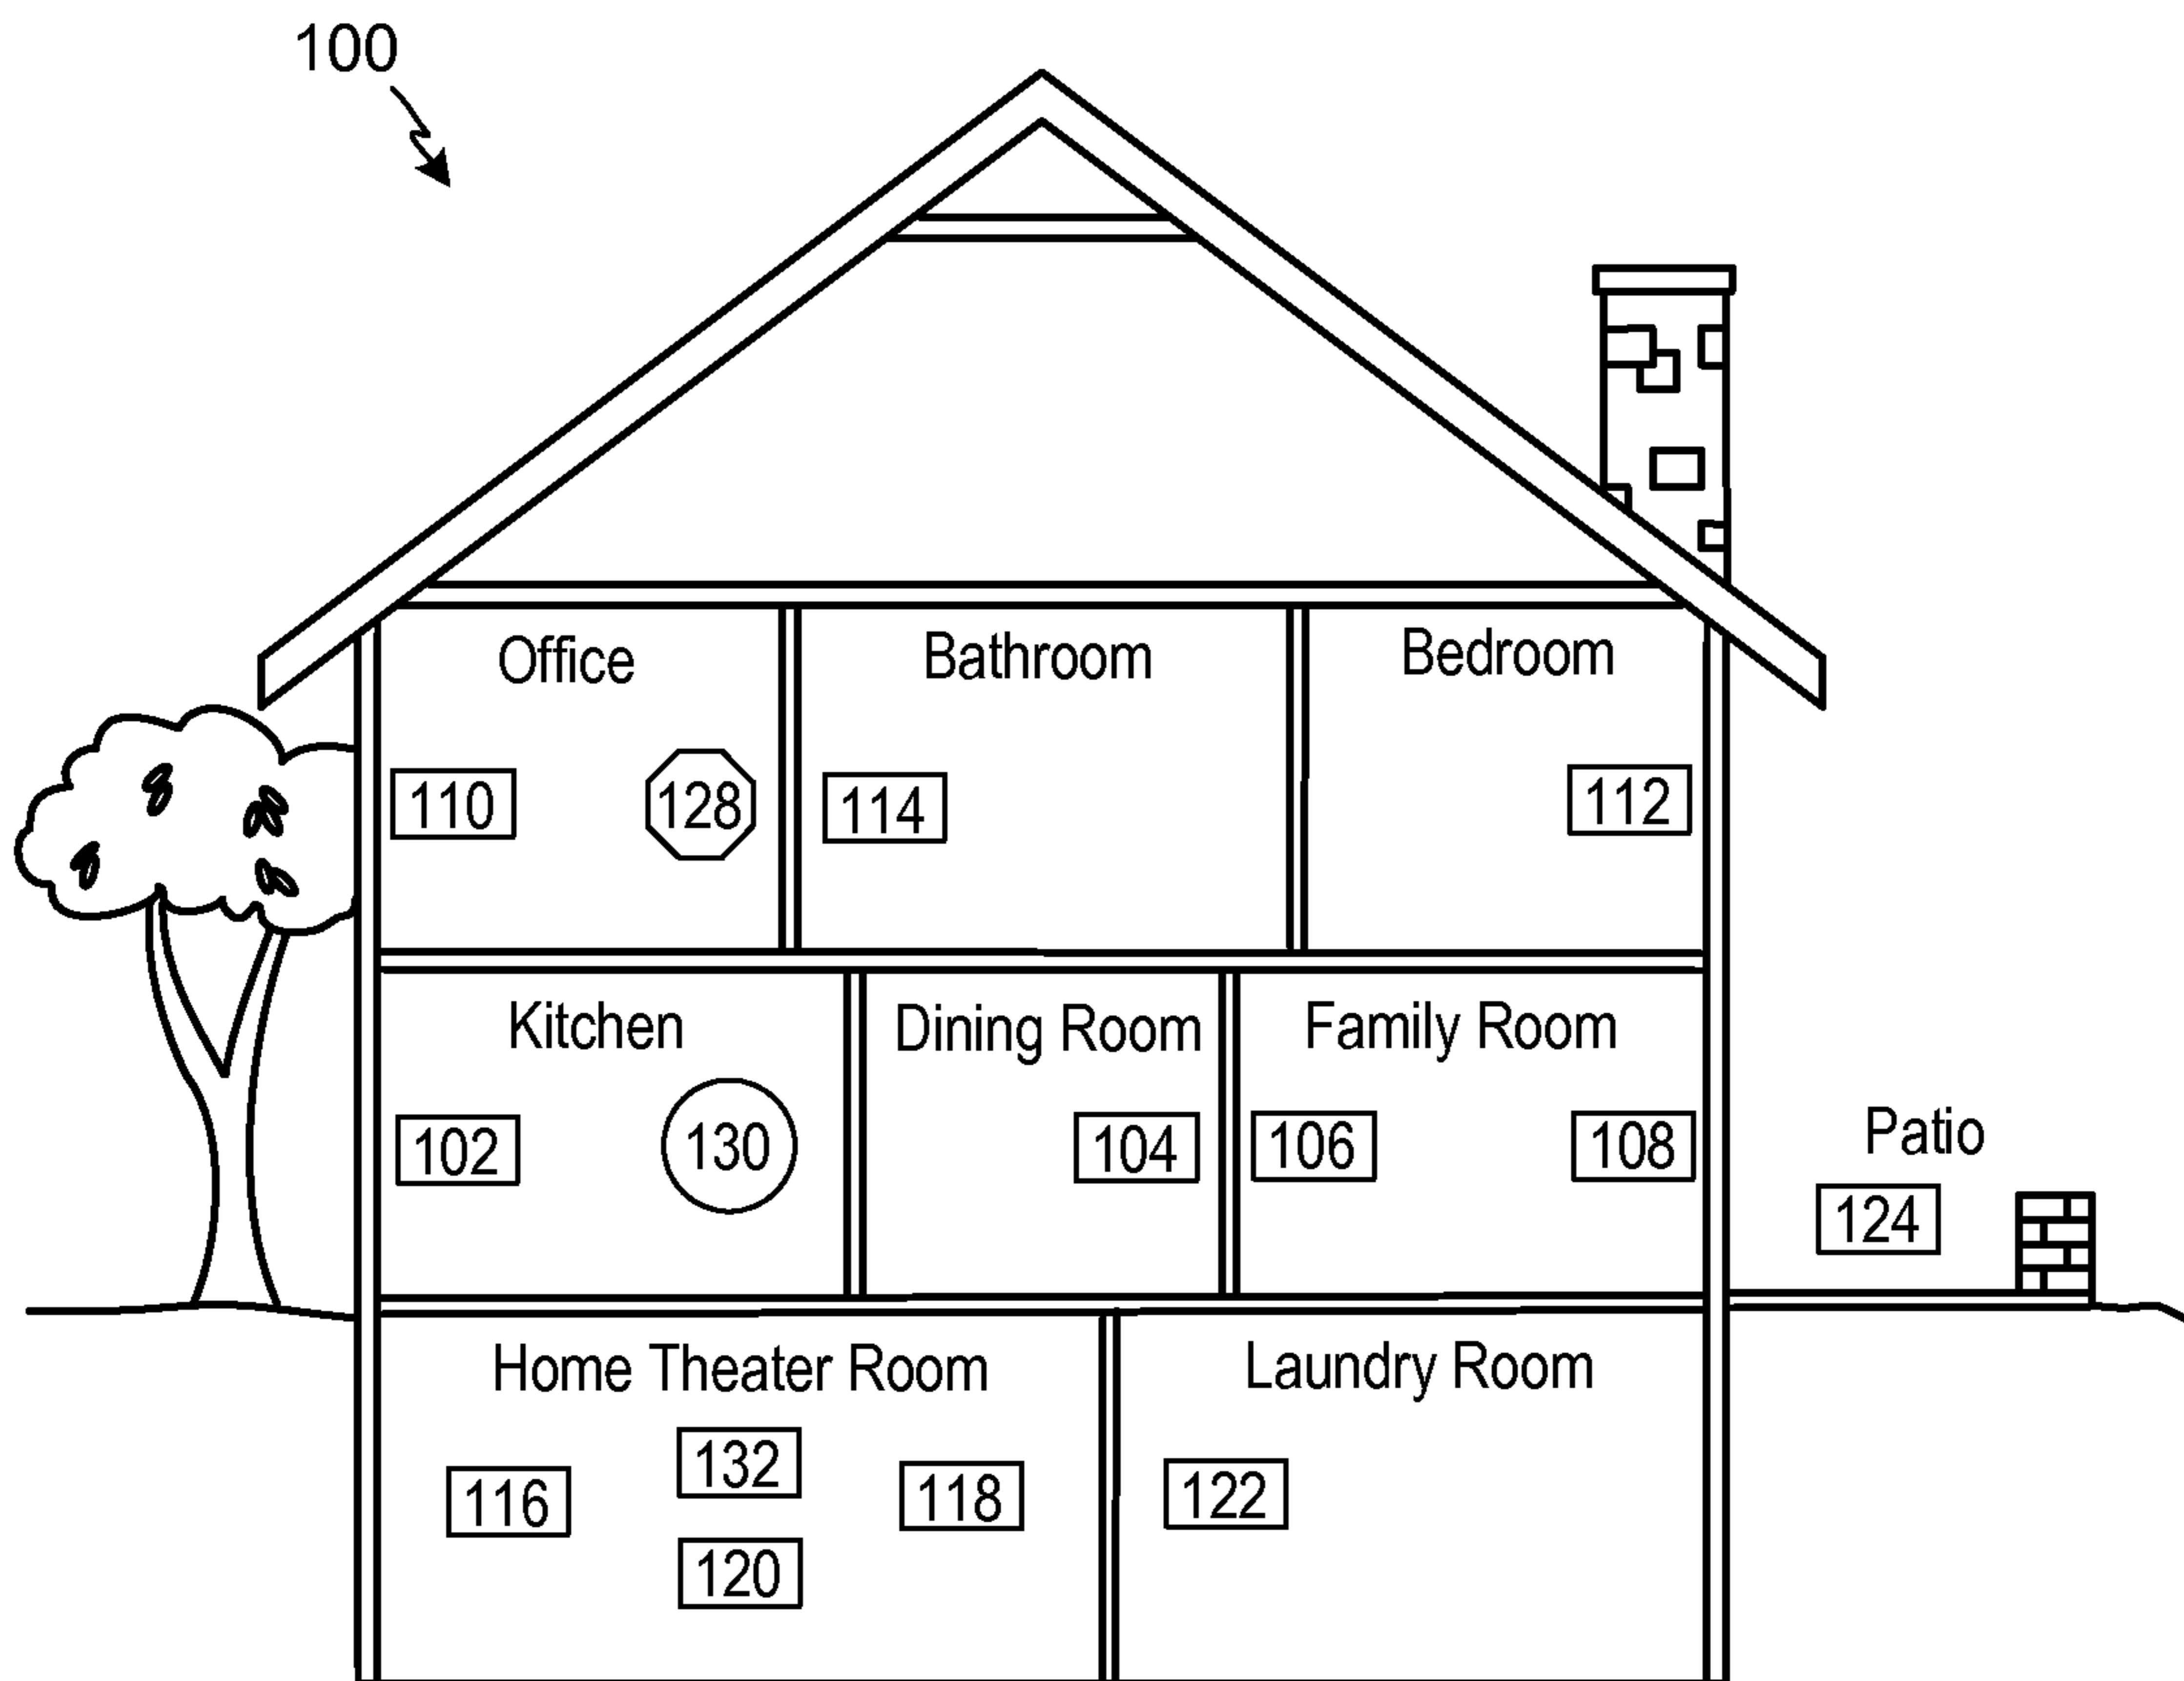 100
Office
Bathroom
Bedroom
110
128
114
112
Kitchen
Dining Room
Family Room
102
130
104
106
108
Patio
124
Home Theater Room
Laundry Room
132
116
118
122
120